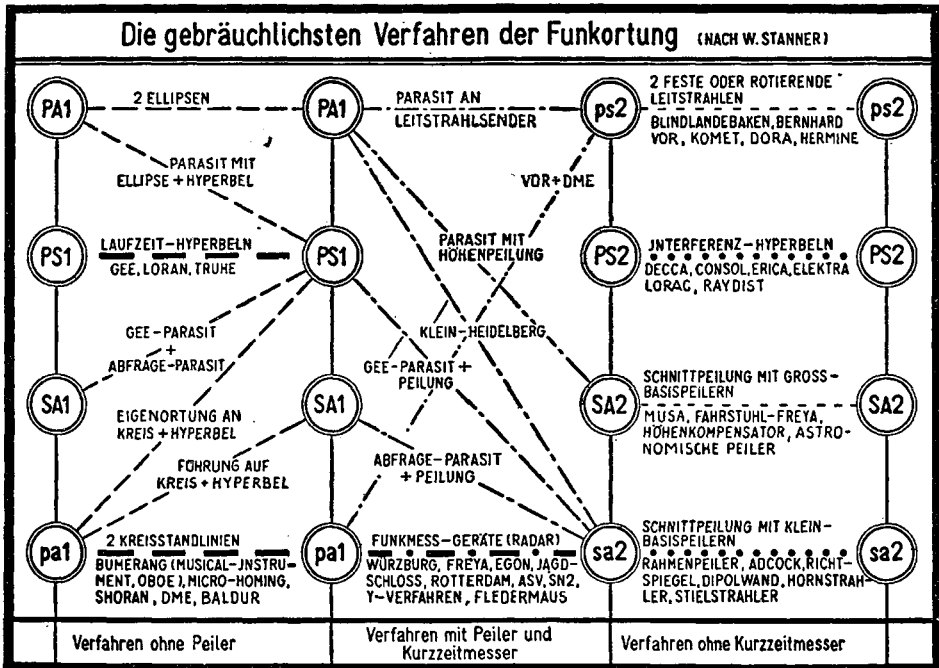 Die gebräuchlichsten Verfahren der Funkortung (NACH W. STANNER)
PA1
2 ELLIPSEN
PA1
PARASIT AN
LEITSTRAHLSENDER
ps2
2 FESTE ODER ROTIERENDE
LEITSTRAHLEN
BLINDLANDEBAKEN, BERNHARD
VOR, KOMET, DORA, HERMINE
ps2
PARASIT MIT
ELLIPSE + HYPERBEL
VOR + DME
PS1
LAUFZEIT-HYPERBELN
GEE, LORAN, TRUHE
PS1
PARASIT MIT
HÖHENPEILUNG
PS2
JNTERFERENZ-HYPERBELN
DECCA, CONSOL, ERICA, ELEKTRA
LORAC, RAYDIST
PS2
GEE-PARASIT
+
ABFRAGE-PARASIT
KLEIN-HEIDELBERG
GEE-PARASIT +
PEILUNG
SA1
EIGENORTUNG AN
KREIS + HYPERBEL
SA1
SA2
SCHNITTPEILUNG MIT GROSS-
BASISPEILERN
MUSA, FAHRSTUHL-FREYA,
HÖHENKOMPENSATOR, ASTRO-
NOMISCHE PEILER
SA2
FÜHRUNG AUF
KREIS + HYPERBEL
ABFRAGE-PARASIT
+ PEILUNG
pa1
2 KREISSTANDLINIEN
BUMERANG (MUSICAL-JNSTRU-
MENT, OBOE), MICRO-HOMING,
SHORAN, DME, BALDUR
pa1
FUNKMESS-GERÄTE (RADAR)
WÜRZBURG, FREYA, EGON, JAGD-
SCHLOSS, ROTTERDAM, ASV, SN2,
Y-VERFAHREN, FLEDERMAUS
sa2
SCHNITTPEILUNG MIT KLEIN-
BASISPEILERN
RAHMENPEILER, ADCOCK, RICHT-
SPIEGEL, DIPOLWAND, HORNSTRAH-
LER, STIELSTRAHLER
sa2
Verfahren ohne Peiler
Verfahren mit Peiler und
Kurzzeitmesser
Verfahren ohne Kurzzeitmesser